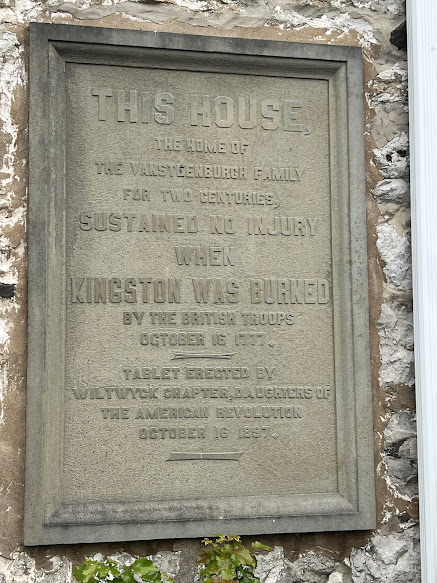 THIS HOUSE,
THE HOME OF
THE VANSTEENBURGH FAMILY
FOR TWO CENTURIES,
SUSTAINED NO INJURY
WHEN
KINGSTON WAS BURNED
BY THE BRITISH TROOPS
OCTOBER 16 1777.
TABLET ERECTED BY
WILTWYCK CHAPTER, DAUGHTERS OF
THE AMERICAN REVOLUTION
OCTOBER 16 1897.